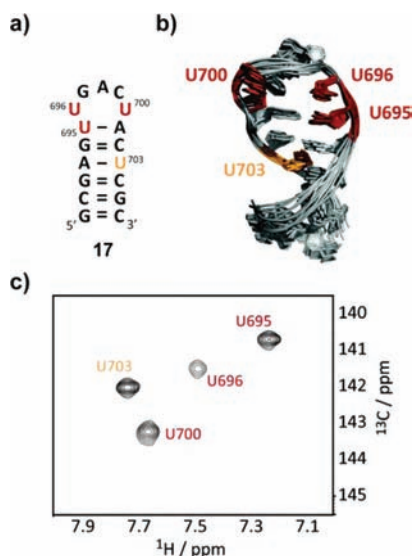 a) b)
G A C
696 U U 700
695 U – A
G = C
A – U 703
G = C
C = G
G = C
5' 3'
17
U700 U696
U695
U703
c)
U695
U703
U696
U700
140
141
142
143
144
145
¹³C / ppm
7.9 7.7 7.5 7.3 7.1
¹H / ppm